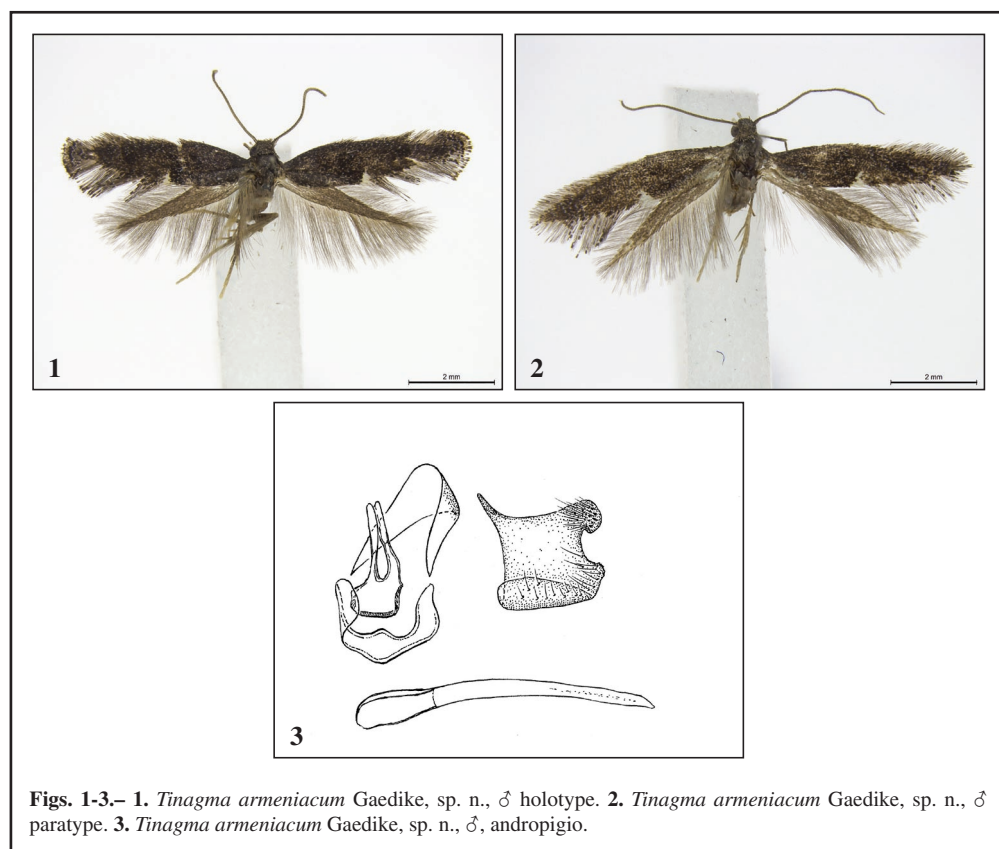 1
2 mm
2
2 mm
3
Figs. 1-3.– 1. Tinagma armeniacum Gaedike, sp. n., ♂ holotype. 2. Tinagma armeniacum Gaedike, sp. n., ♂
paratype. 3. Tinagma armeniacum Gaedike, sp. n., ♂, andropigio.